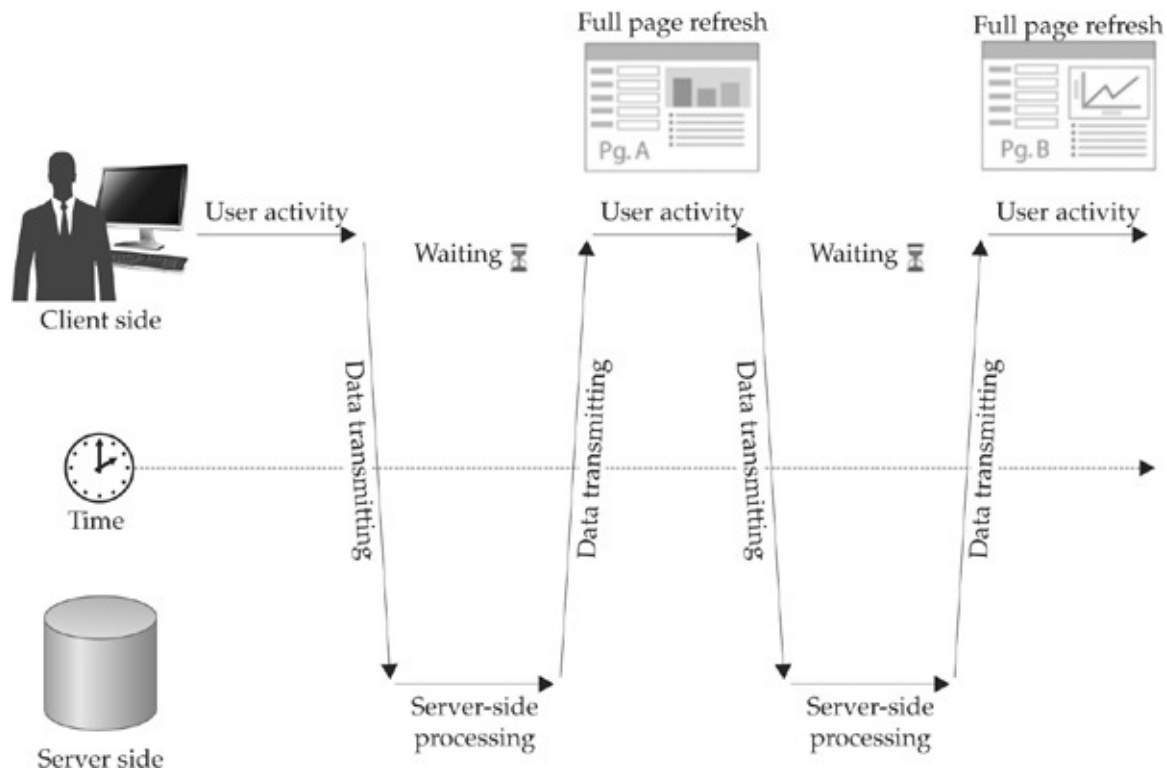 Full page refresh
Full page refresh
Pg. A
Pg. B
User activity
User activity
User activity
Waiting
Waiting
Client side
Data transmitting
Data transmitting
Data transmitting
Data transmitting
Time
Server-side
processing
Server-side
processing
Server side